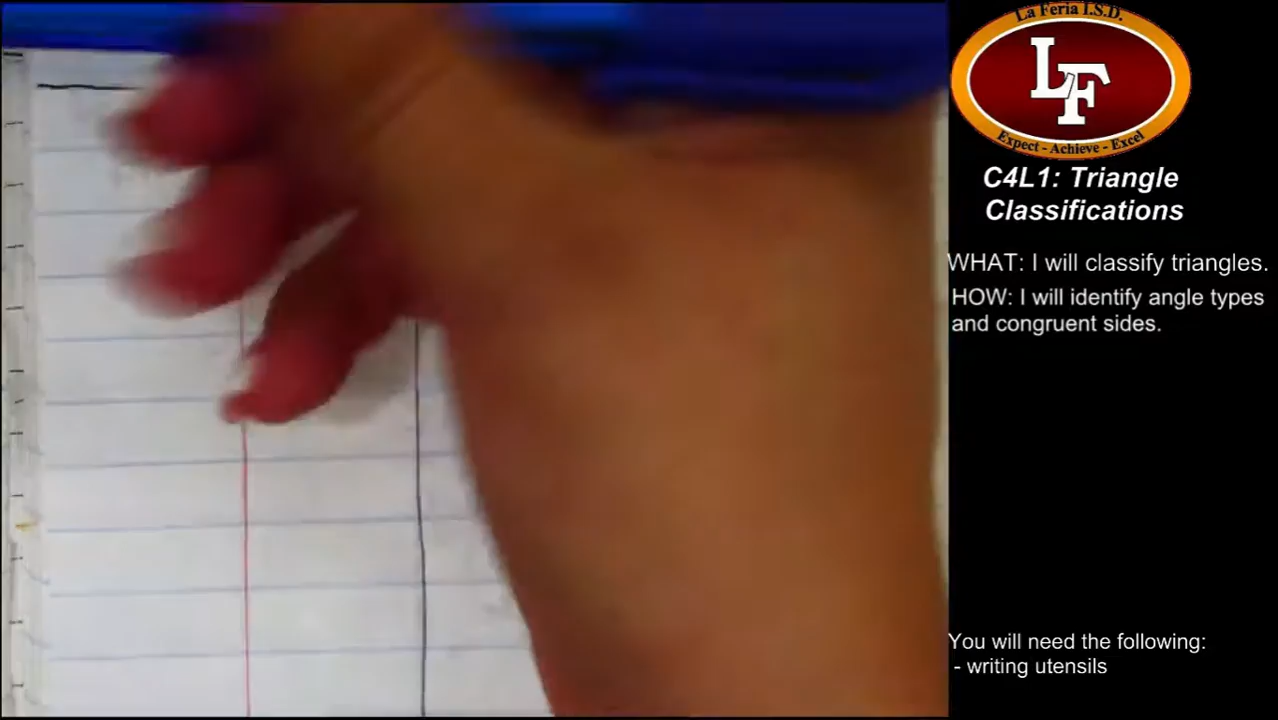 La Feria I.S.D.
LF
Expect - Achieve - Excel
C4L1: Triangle
Classifications
WHAT: I will classify triangles.
HOW: I will identify angle types
and congruent sides.
You will need the following:
- writing utensils